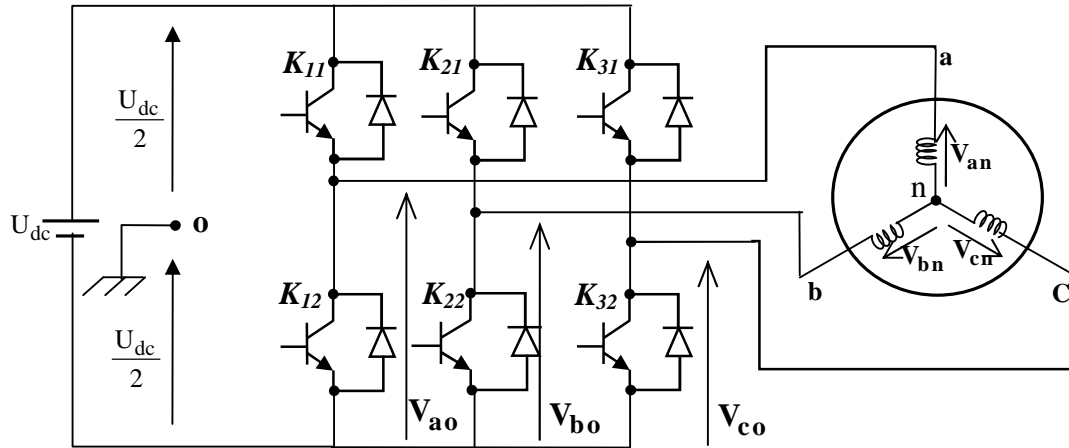 K11
K21
K31
a
Udc
2
Van
n
Udc
o
Vbn
Vcn
b
C
K12
K22
K32
Udc
2
Vao
Vbo
Vco